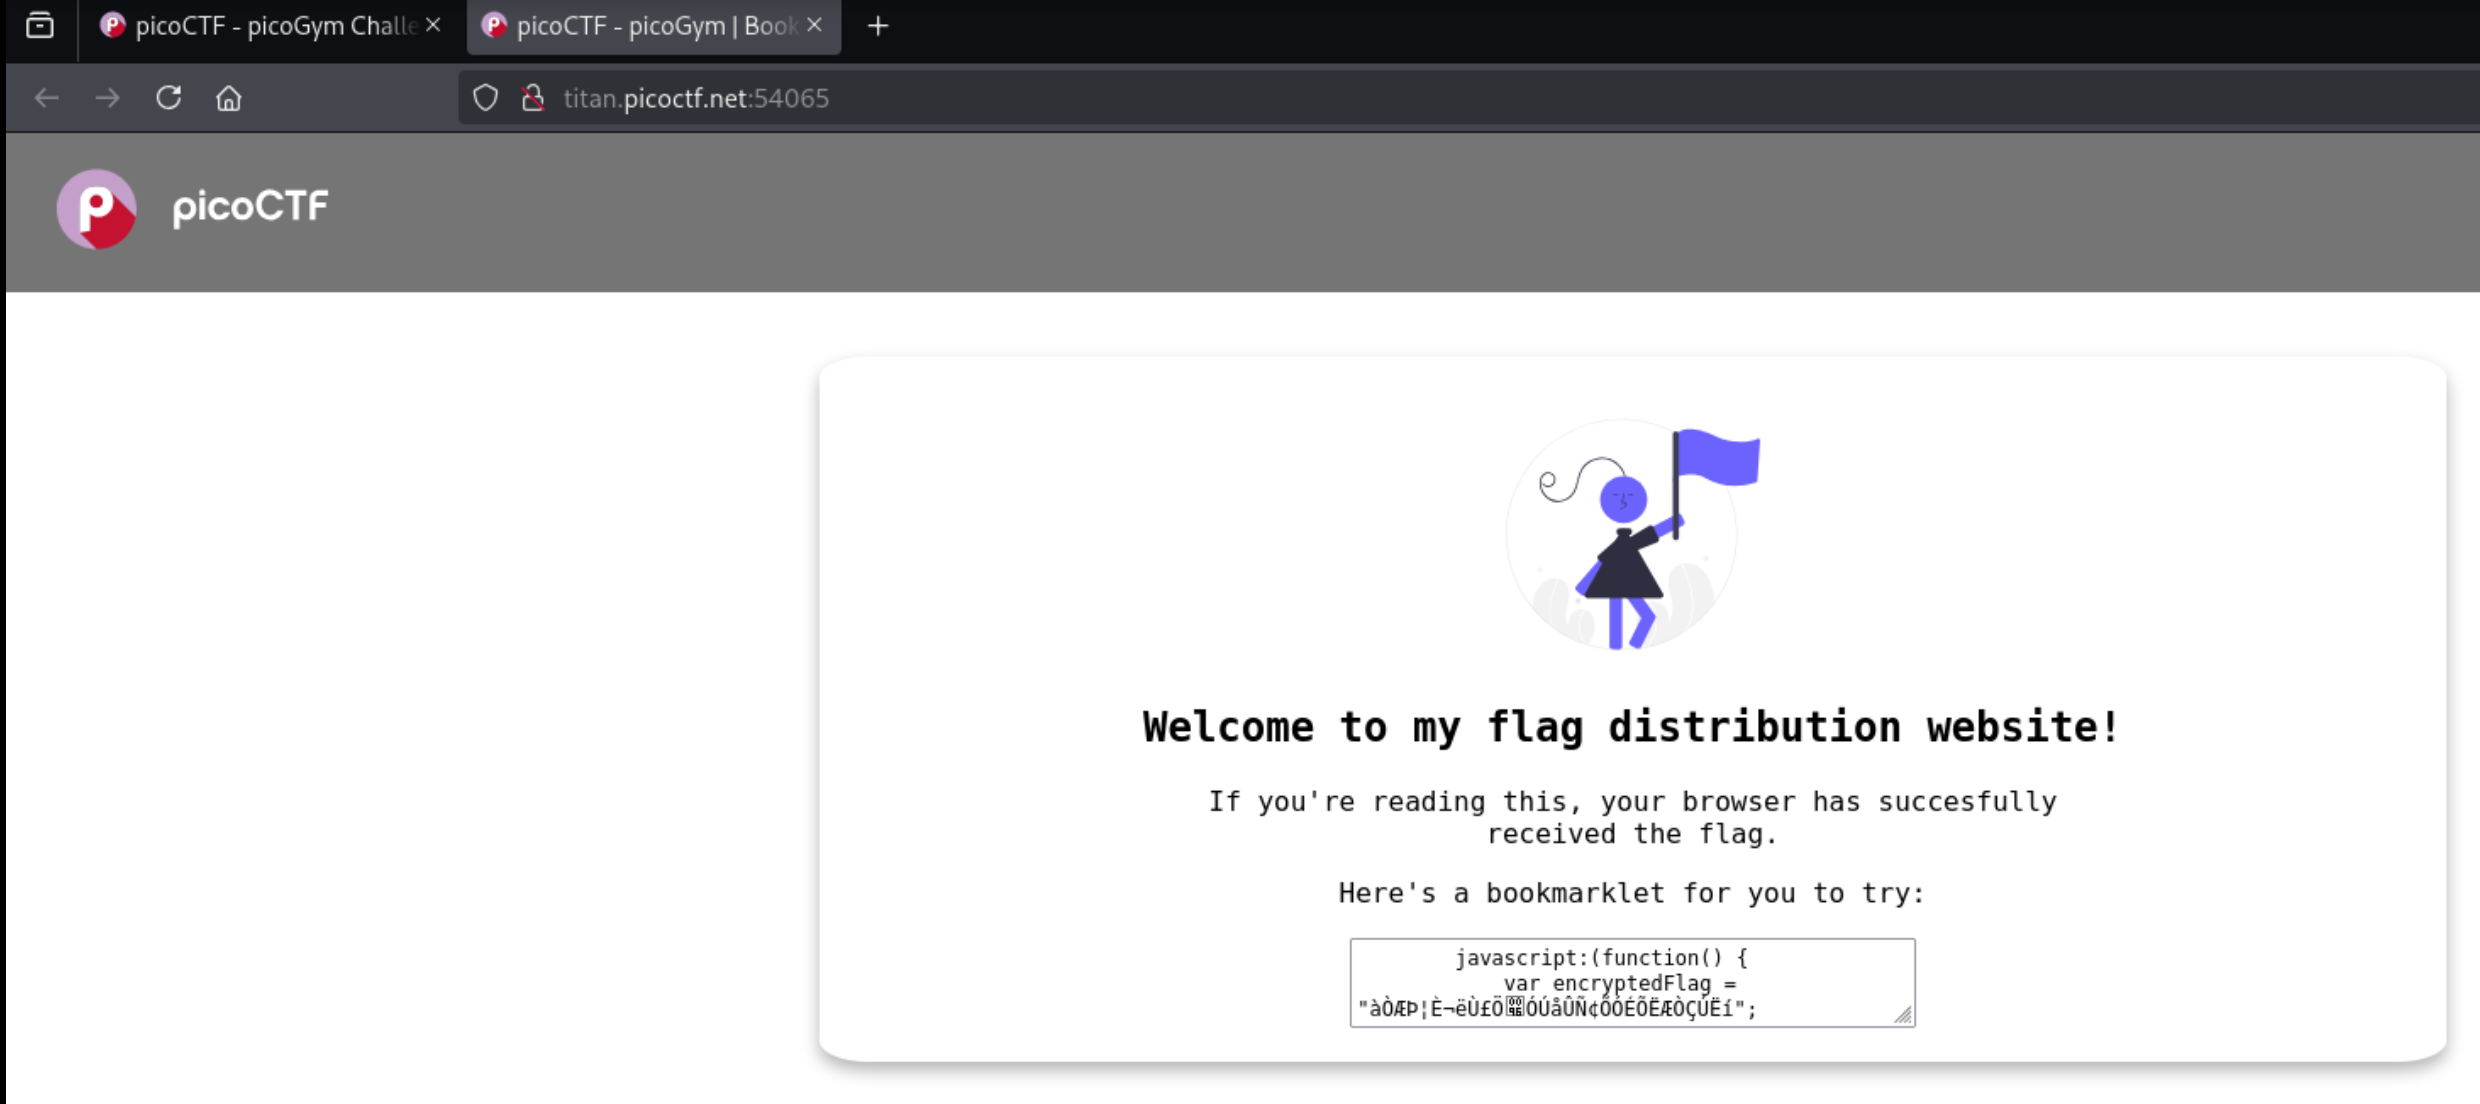 picoCTF - picoGym Challe
picoCTF - picoGym | Book
titan.picoctf.net:54065
picoCTF
Welcome to my flag distribution website!
If you're reading this, your browser has succesfully
received the flag.
Here's a bookmarklet for you to try:
javascript:(function() {
var encryptedFlag =
"àÒÆÞ¦È¬ëÙ£ÖÓÚåÛÑ¢ÕÓÉÕËÆÒÇÚËí";